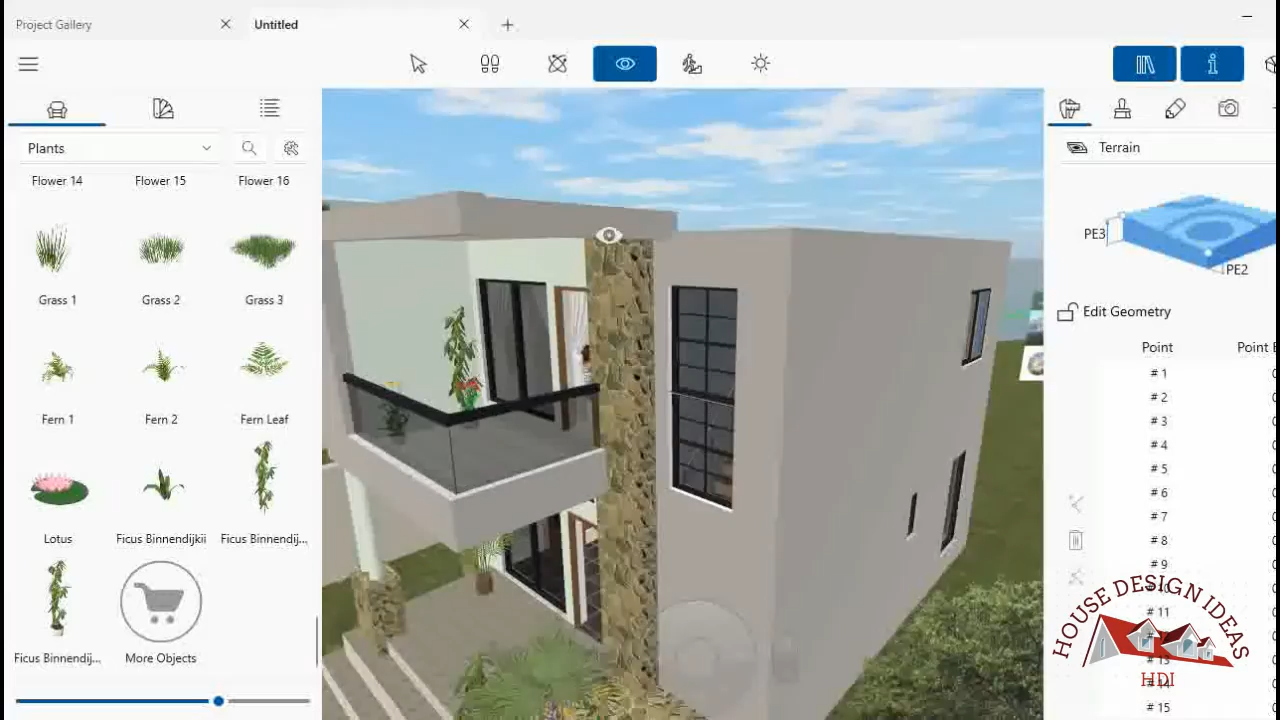 Project Gallery
Untitled
Plants
Flower 14
Flower 15
Flower 16
Grass 1
Grass 2
Grass 3
Fern 1
Fern 2
Fern Leaf
Lotus
Ficus Binnendijkii
Ficus Binnendij...
Ficus Binnendij...
More Objects
Terrain
PE3
PE2
Edit Geometry
Point
Point
# 1
# 2
# 3
# 4
# 5
# 6
# 7
# 8
# 9
# 11
# 15
HOUSE DESIGN IDEAS
HDI